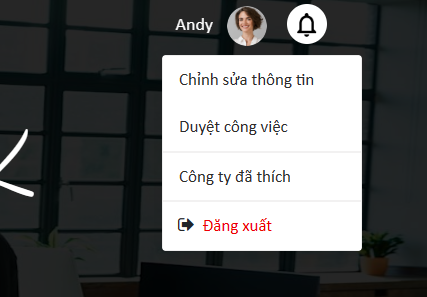 Andy
Chỉnh sửa thông tin
Duyệt công việc
Công ty đã thích
Đăng xuất